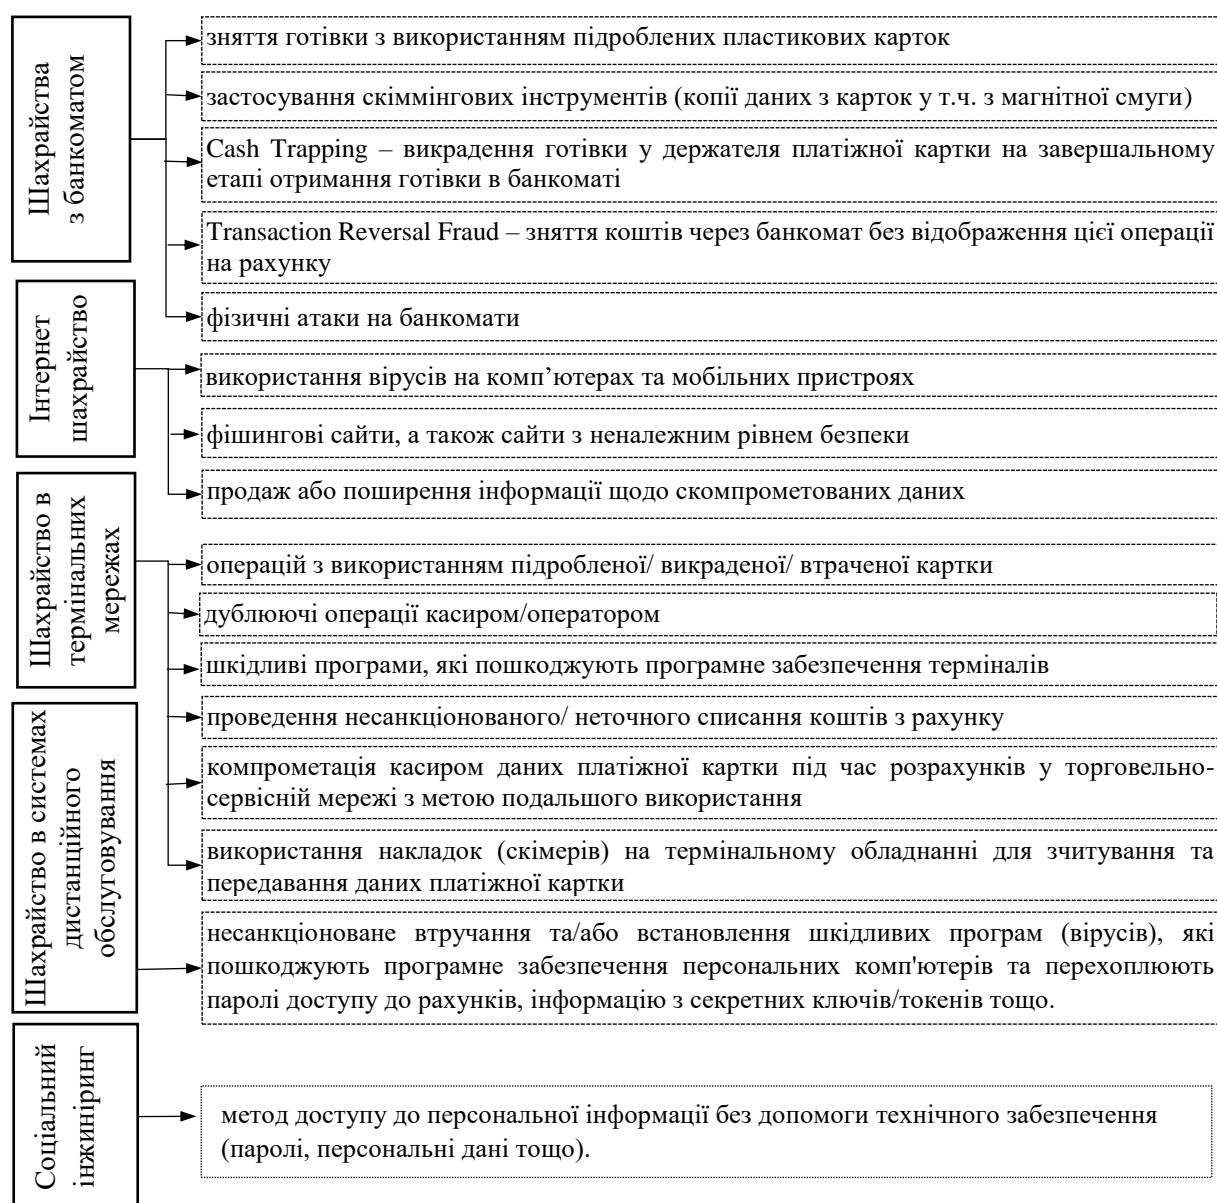 Шахрайства
з банкоматом
зняття готівки з використанням підроблених пластикових карток
застосування скіммінгових інструментів (копії даних з карток у т.ч. з магнітної смуги)
Cash Trapping – викрадення готівки у держателя платіжної картки на завершальному
етапі отримання готівки в банкоматі
Transaction Reversal Fraud – зняття коштів через банкомат без відображення цієї операції
на рахунку
фізичні атаки на банкомати
Інтернет
шахрайство
використання вірусів на комп’ютерах та мобільних пристроях
фішингові сайти, а також сайти з неналежним рівнем безпеки
продаж або поширення інформації щодо скомпрометованих даних
Шахрайство в
термінальних
мережах
операцій з використанням підробленої/ викраденої/ втраченої картки
дублюючі операції касиром/оператором
шкідливі програми, які пошкоджують програмне забезпечення терміналів
проведення несанкціонованого/ неточного списання коштів з рахунку
компрометація касиром даних платіжної картки під час розрахунків у торговельно-
сервісній мережі з метою подальшого використання
використання накладок (скімерів) на термінальному обладнанні для зчитування та
передавання даних платіжної картки
Шахрайство в системах
дистанційного
обслуговування
несанкціоноване втручання та/або встановлення шкідливих програм (вірусів), які
пошкоджують програмне забезпечення персональних комп'ютерів та перехоплюють
паролі доступу до рахунків, інформацію з секретних ключів/токенів тощо.
Соціальний
інжиніринг
метод доступу до персональної інформації без допомоги технічного забезпечення
(паролі, персональні дані тощо).